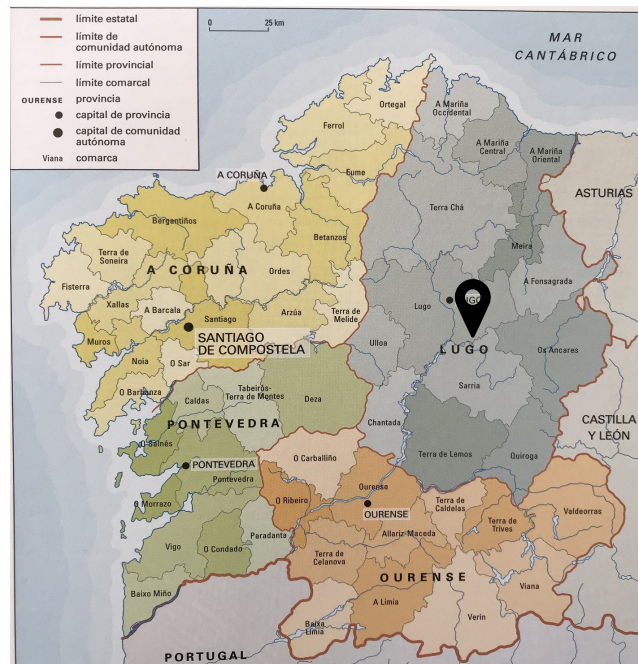 0 25 km
límite estatal
límite de
comunidad autónoma
límite provincial
límite comarcal
OURENSE provincia
capital de provincia
capital de comunidad
autónoma
Viana comarca
MAR
CANTÁBRICO
Ortegal
A Mariña
Occidental
Ferrol
A Mariña
Central
A Mariña
Oriental
Eume
A CORUÑA
ASTURIAS
A Coruña
Terra Chá
Bergantiños
Betanzos
Meira
Terra de
Soneira
A CORUÑA
Ordes
A Fonsagrada
Fisterra
Xallas
A Barcala
Lugo
Arzúa
Terra de
Melide
Santiago
Muros
SANTIAGO
DE COMPOSTELA
Ulloa
LUGO
Os Ancares
Noia
O Sar
Sarria
O Barbanza
Tabeirós-
Terra de Montes
Caldas
Deza
CASTILLA
Y LEÓN
Chantada
PONTEVEDRA
O Salnés
O Carballiño
Terra de Lemos
Quiroga
PONTEVEDRA
Pontevedra
Ourense
O Morrazo
O Ribeiro
Terra de
Caldelas
OURENSE
Valdeorras
Terra de
Trives
Paradanta
Allariz-Maceda
Vigo
O Condado
Terra de
Celanova
OURENSE
Viana
Baixo Miño
A Limia
Baixa
Limia
Verín
PORTUGAL